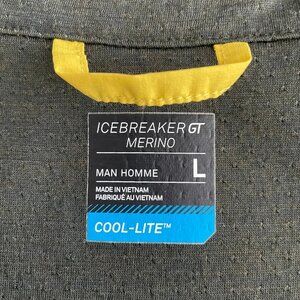 ICEBREAKER GT
MERINO
MAN HOMME L
MADE IN VIETNAM
FABRIQUÉ AU VIETNAM
COOL-LITE™